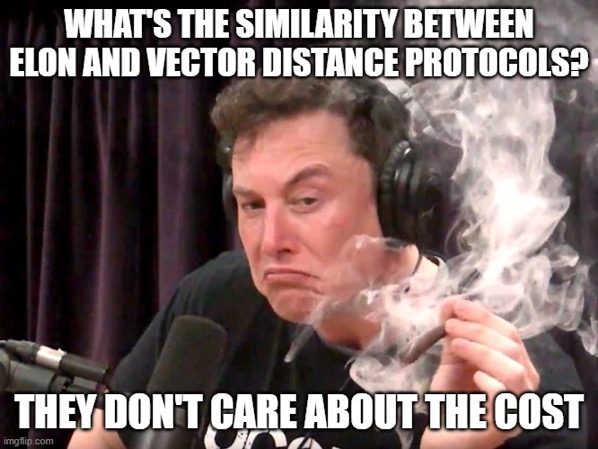 WHAT'S THE SIMILARITY BETWEEN
ELON AND VECTOR DISTANCE PROTOCOLS?
THEY DON'T CARE ABOUT THE COST
imgflip.com